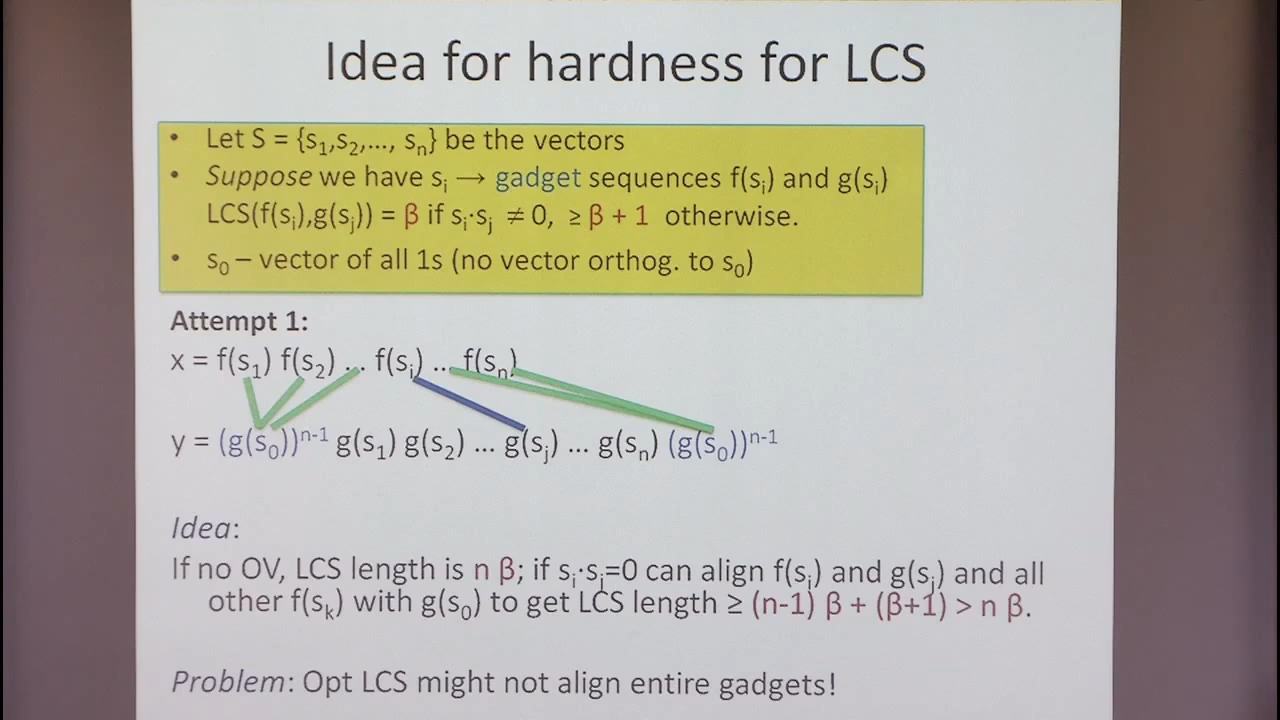 Idea for hardness for LCS
• Let S = {s₁,s₂,..., sₙ} be the vectors
• Suppose we have sᵢ → gadget sequences f(sᵢ) and g(sᵢ)
LCS(f(sᵢ),g(sⱼ)) = β if sᵢ·sⱼ ≠ 0, ≥ β + 1 otherwise.
• s₀ – vector of all 1s (no vector orthog. to s₀)
Attempt 1:
x = f(s₁) f(s₂) ... f(sᵢ) ... f(sₙ)
y = (g(s₀))ⁿ⁻¹ g(s₁) g(s₂) ... g(sⱼ) ... g(sₙ) (g(s₀))ⁿ⁻¹
Idea:
If no OV, LCS length is n β; if sᵢ·sⱼ=0 can align f(sᵢ) and g(sⱼ) and all
other f(sₖ) with g(s₀) to get LCS length ≥ (n-1) β + (β+1) > n β.
Problem: Opt LCS might not align entire gadgets!